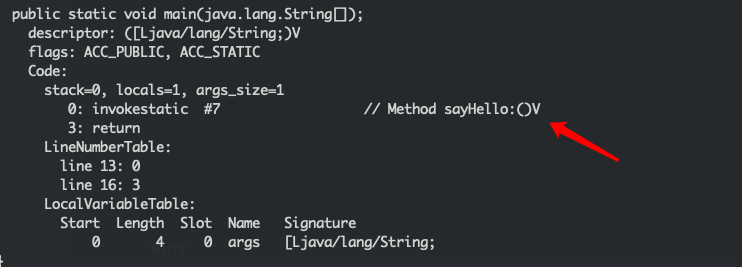 public static void main(java.lang.String[]);
descriptor: ([Ljava/lang/String;)V
flags: ACC_PUBLIC, ACC_STATIC
Code:
stack=0, locals=1, args_size=1
0: invokestatic  #7                  // Method sayHello:()V
3: return
LineNumberTable:
line 13: 0
line 16: 3
LocalVariableTable:
Start  Length  Slot  Name   Signature
0       4     0  args   [Ljava/lang/String;
}